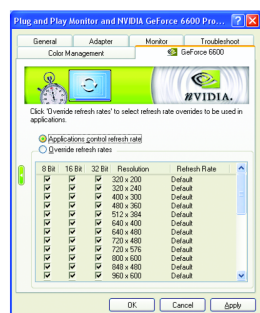 Plug and Play Monitor and NVIDIA GeForce 6600 Pro...
General Adapter Monitor Troubleshoot
Color Management GeForce 6600
NVIDIA.
Click 'Override refresh rates' to select refresh rate overrides to be used in
applications.
Applications control refresh rate
Override refresh rates
8 Bit 16 Bit 32 Bit Resolution Refresh Rate
320 x 200 Default
320 x 240 Default
400 x 300 Default
480 x 360 Default
512 x 384 Default
640 x 400 Default
640 x 480 Default
720 x 480 Default
720 x 576 Default
800 x 600 Default
848 x 480 Default
960 x 600 Default
OK Cancel Apply